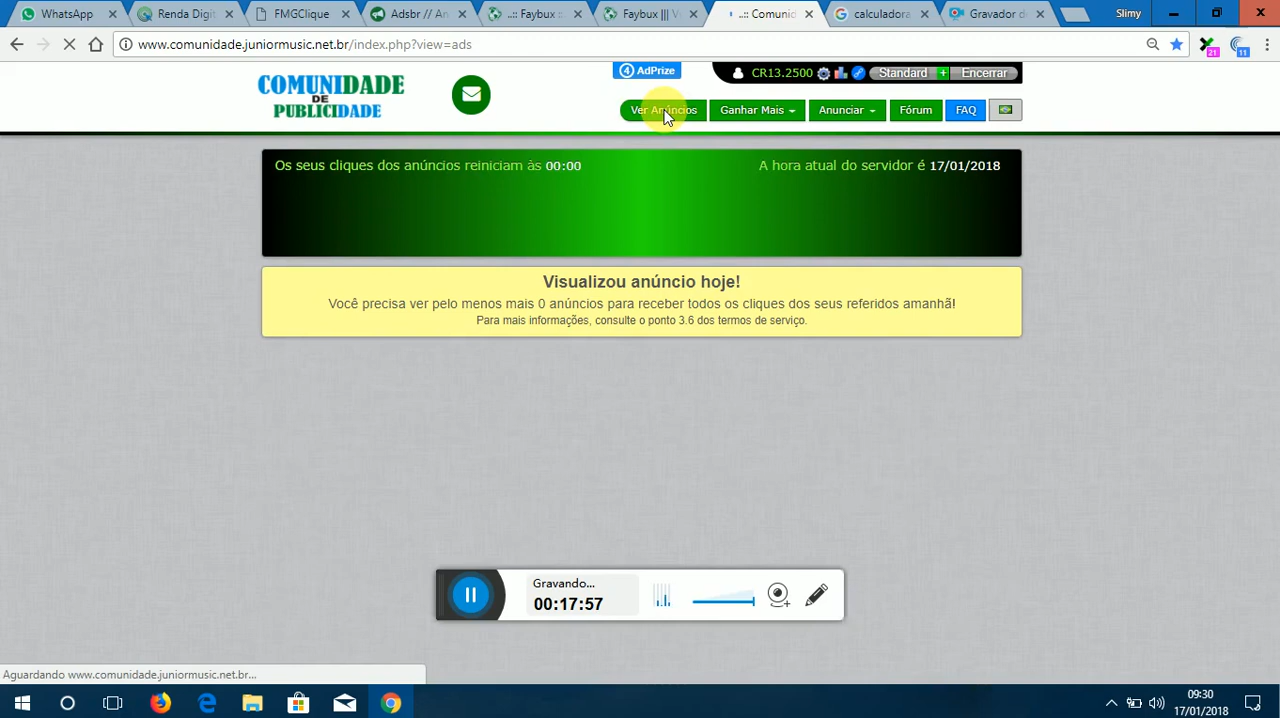 WhatsApp
Renda Digit
FMGClique
Adsbr // An
..:: Faybux ::
Faybux ||| V
..:: Comunid
calculadora
Gravador d
Slimy
www.comunidade.juniormusic.net.br/index.php?view=ads
21
11
COMUNIDADE
DE
PUBLICIDADE
4 AdPrize
CR13.2500
Standard
+
Encerrar
Ver Anúncios
Ganhar Mais
Anunciar
Fórum
FAQ
Os seus cliques dos anúncios reiniciam às 00:00
A hora atual do servidor é 17/01/2018
Visualizou anúncio hoje!
Você precisa ver pelo menos mais 0 anúncios para receber todos os cliques dos seus referidos amanhã!
Para mais informações, consulte o ponto 3.6 dos termos de serviço.
Gravando...
00:17:57
Aguardando www.comunidade.juniormusic.net.br...
09:30
17/01/2018